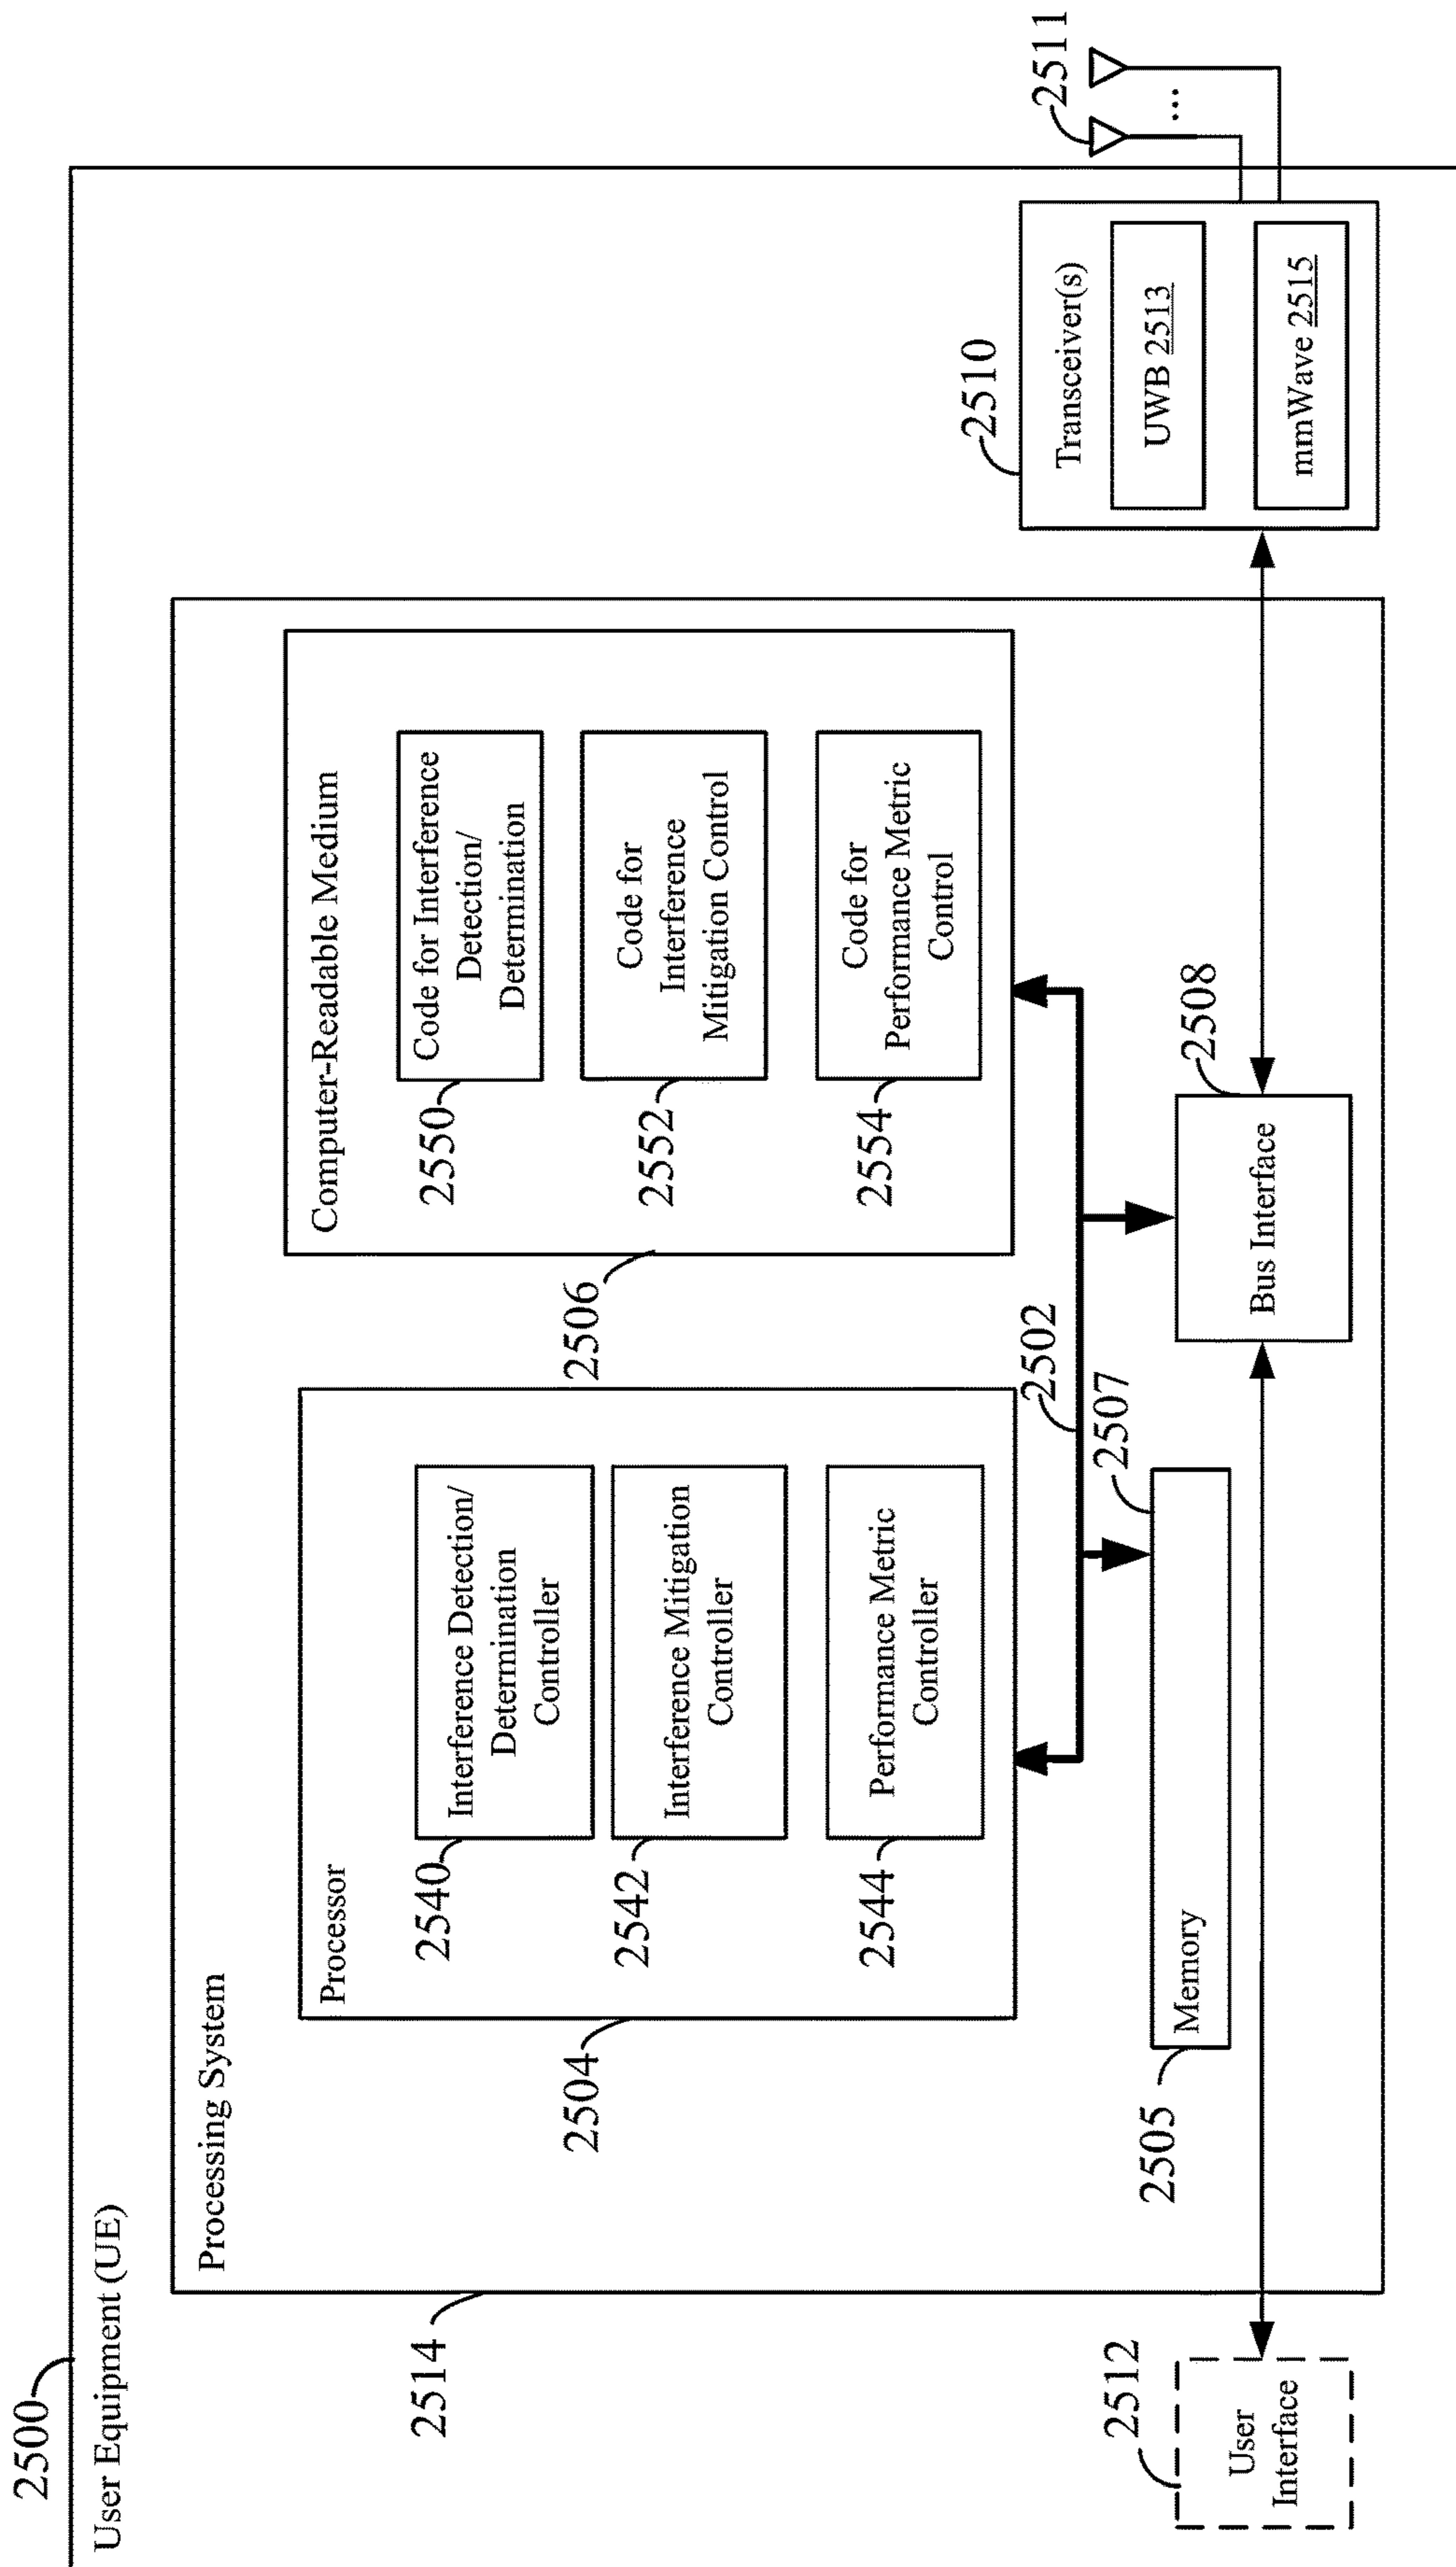 2500
User Equipment (UE)
2514
Processing System
2504
Processor
2540
Interference Detection/
Determination
Controller
2542
Interference Mitigation
Controller
2544
Performance Metric
Controller
2506
Computer-Readable Medium
2550
Code for Interference
Detection/
Determination
2552
Code for
Interference
Mitigation Control
2554
Code for
Performance Metric
Control
2502
2507
2505
Memory
2508
Bus Interface
2512
User
Interface
2510
Transceiver(s)
UWB 2513
mmWave 2515
2511
...